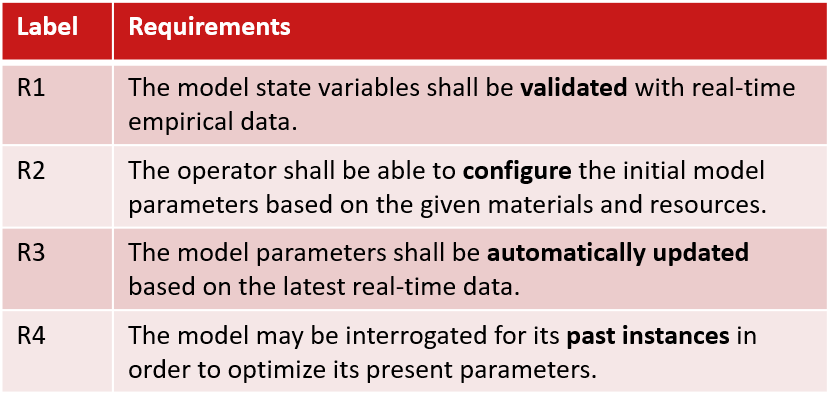 Label Requirements
R1 The model state variables shall be validated with real-time
empirical data.
R2 The operator shall be able to configure the initial model
parameters based on the given materials and resources.
R3 The model parameters shall be automatically updated
based on the latest real-time data.
R4 The model may be interrogated for its past instances in
order to optimize its present parameters.